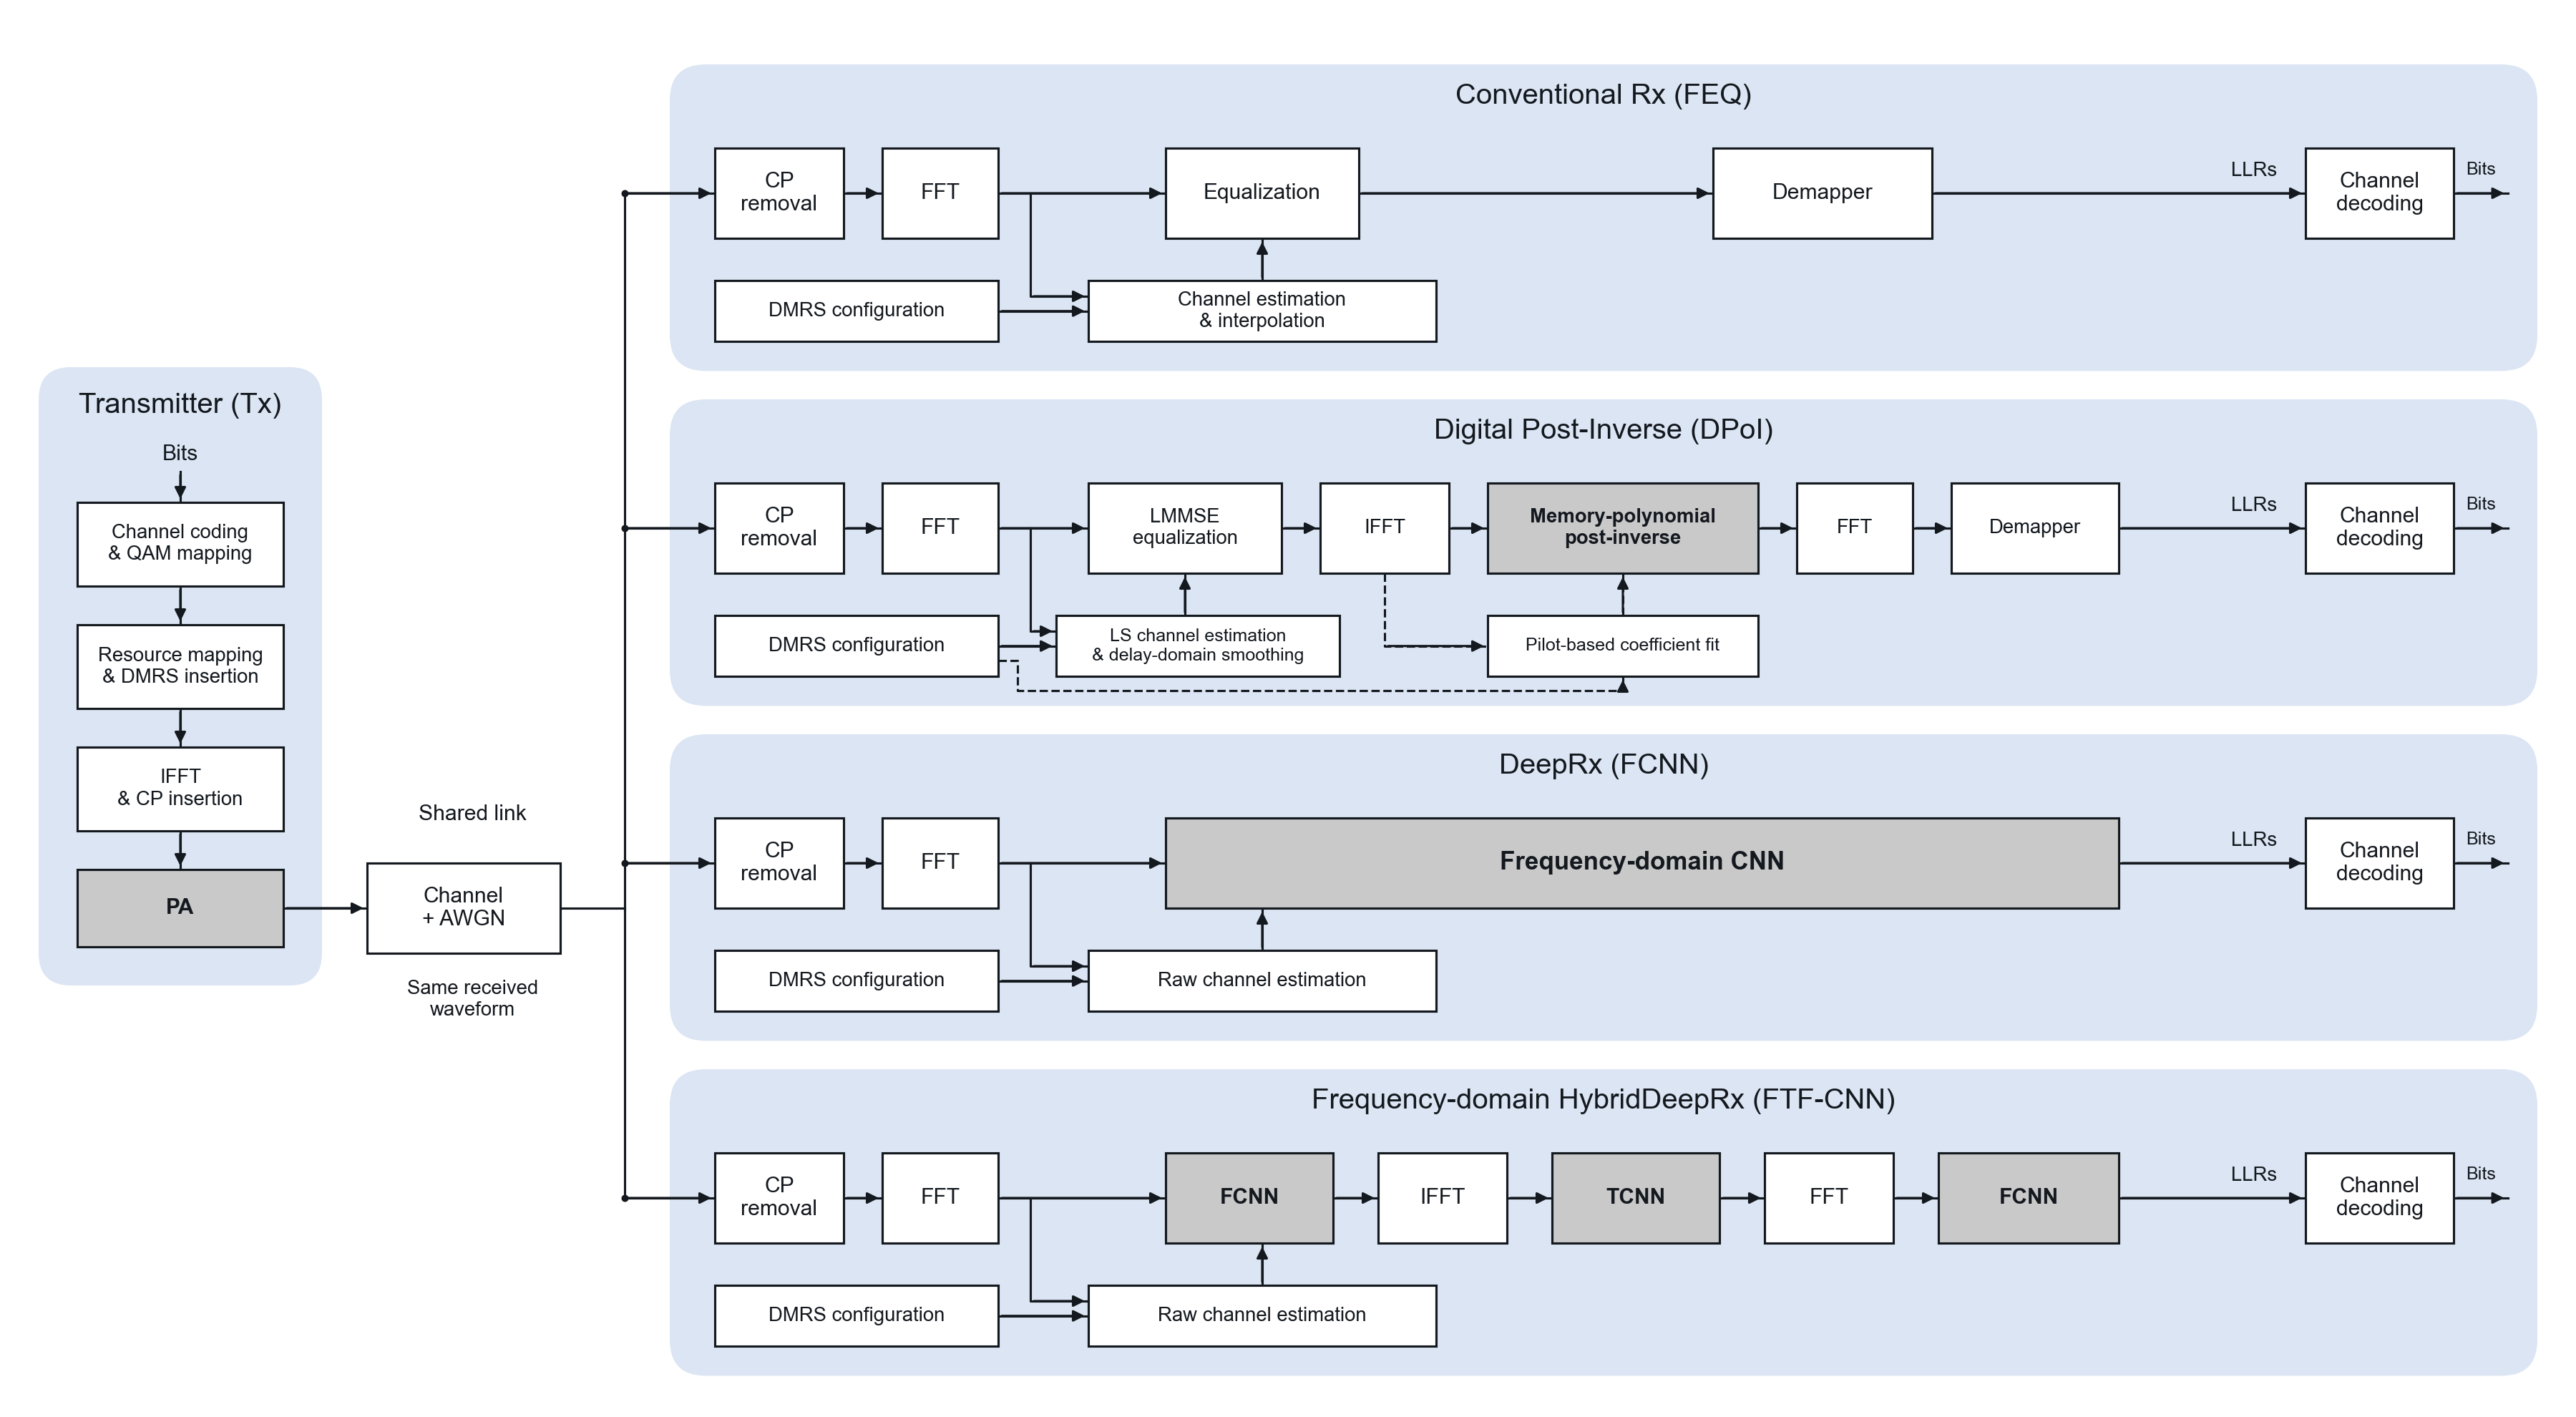 Transmitter (Tx)
Bits
Channel coding
& QAM mapping
Resource mapping
& DMRS insertion
IFFT
& CP insertion
PA
Shared link
Channel
+ AWGN
Same received
waveform
Conventional Rx (FEQ)
CP
removal
FFT
Equalization
Demapper
LLRs
Channel
decoding
Bits
DMRS configuration
Channel estimation
& interpolation
Digital Post-Inverse (DPoI)
CP
removal
FFT
LMMSE
equalization
IFFT
Memory-polynomial
post-inverse
FFT
Demapper
LLRs
Channel
decoding
Bits
DMRS configuration
LS channel estimation
& delay-domain smoothing
Pilot-based coefficient fit
DeepRx (FCNN)
CP
removal
FFT
Frequency-domain CNN
LLRs
Channel
decoding
Bits
DMRS configuration
Raw channel estimation
Frequency-domain HybridDeepRx (FTF-CNN)
CP
removal
FFT
FCNN
IFFT
TCNN
FFT
FCNN
LLRs
Channel
decoding
Bits
DMRS configuration
Raw channel estimation